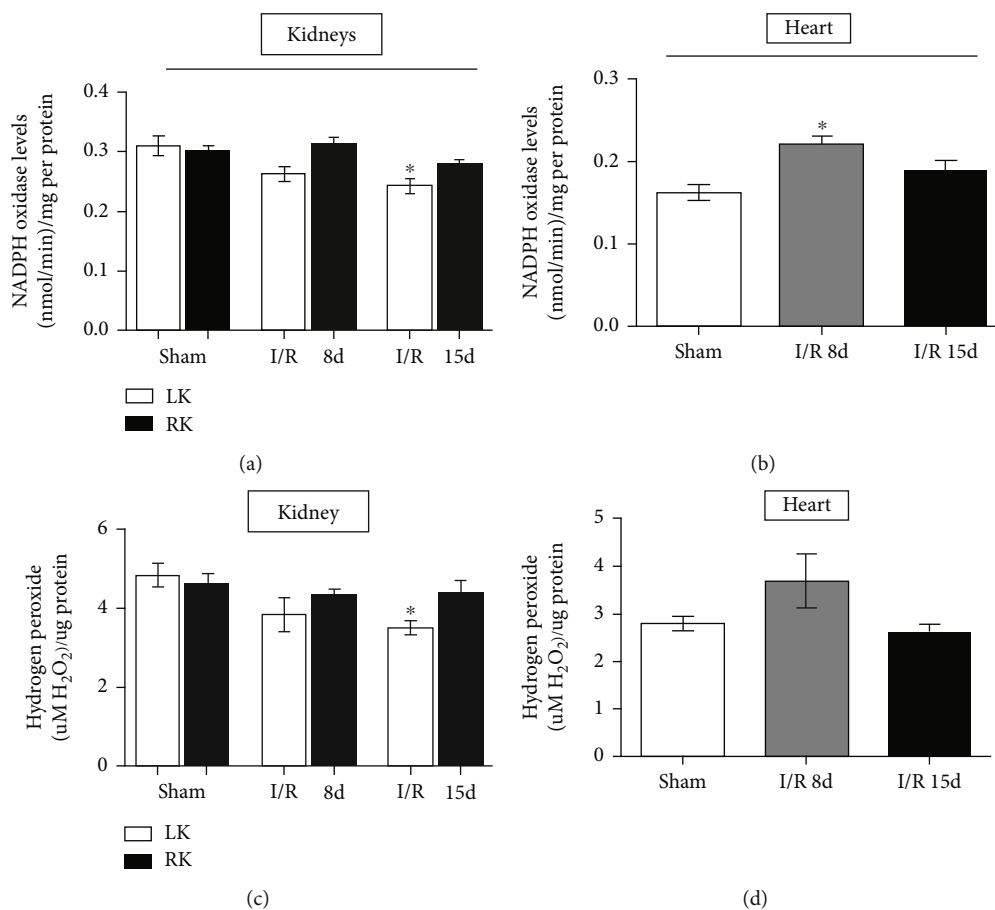 Kidneys
NADPH oxidase levels
(nmol/min)/mg per protein
0.4
0.3
0.2
0.1
0.0
*
Sham
I/R
8d
I/R
15d
LK
RK
(a)
Heart
NADPH oxidase levels
(nmol/min)/mg per protein
0.3
0.2
0.1
0.0
*
Sham
I/R 8d
I/R 15d
(b)
Kidney
Hydrogen peroxide
(uM H₂O₂)/ug protein
6
4
2
0
*
Sham
I/R
8d
I/R
15d
LK
RK
(c)
Heart
Hydrogen peroxide
(uM H₂O₂)/ug protein
5
4
3
2
1
0
Sham
I/R 8d
I/R 15d
(d)